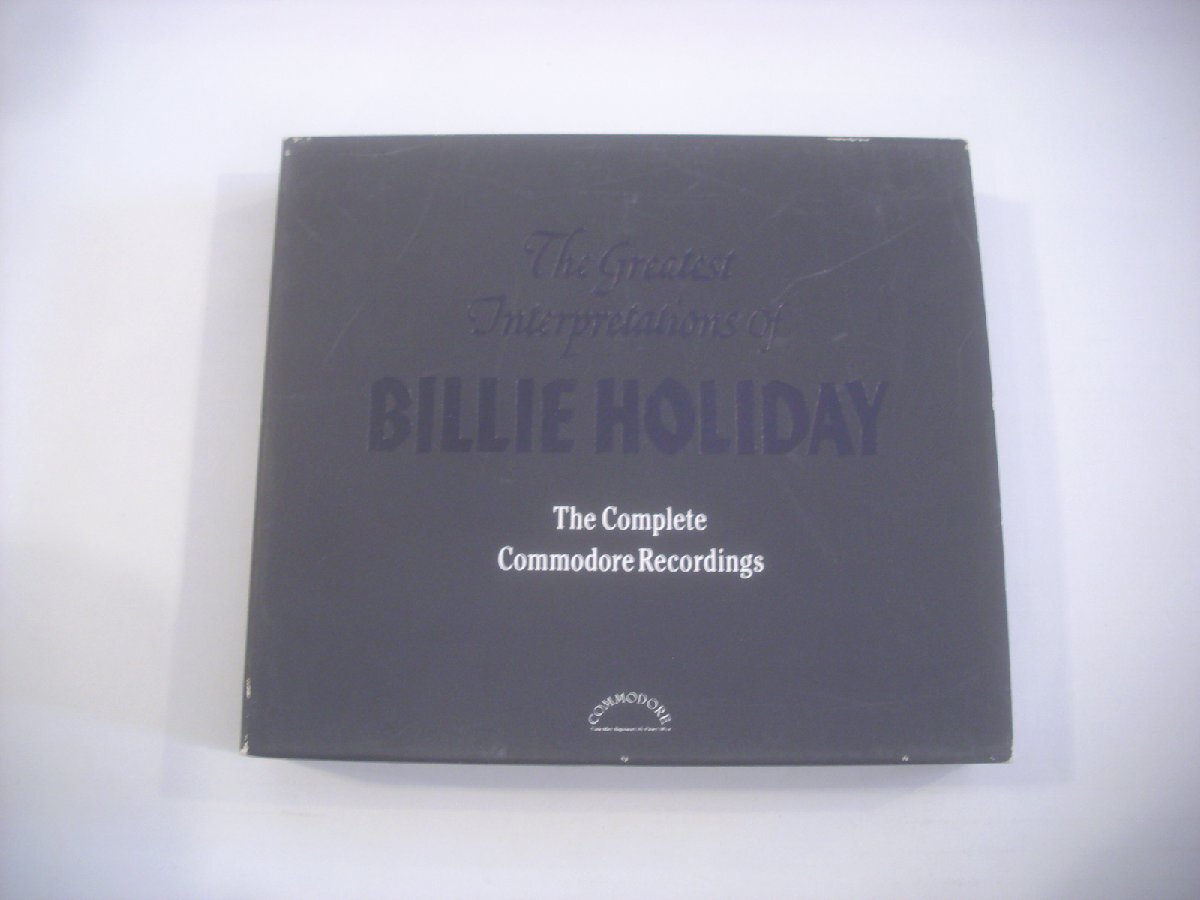 The Greatest
Interpretations Of
BILLIE HOLIDAY
The Complete
Commodore Recordings
COMMODORE